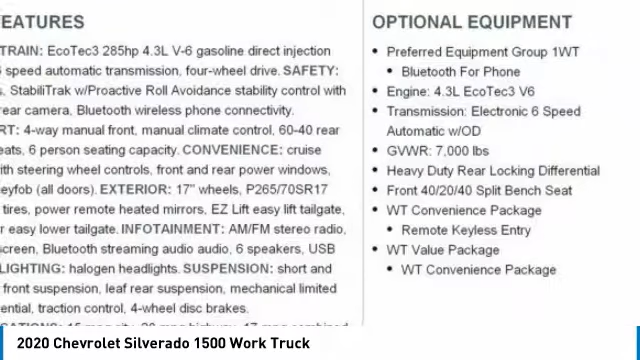 EATURES
TRAIN: EcoTec3 285hp 4.3L V-6 gasoline direct injection
speed automatic transmission, four-wheel drive. SAFETY:
, StabiliTrak w/Proactive Roll Avoidance stability control with
rear camera, Bluetooth wireless phone connectivity.
RT: 4-way manual front, manual climate control, 60-40 rear
eats, 6 person seating capacity. CONVENIENCE: cruise
ith steering wheel controls, front and rear power windows,
eyfob (all doors). EXTERIOR: 17" wheels, P265/70SR17
tires, power remote heated mirrors, EZ Lift easy lift tailgate,
r easy lower tailgate. INFOTAINMENT: AM/FM stereo radio,
screen, Bluetooth streaming audio audio, 6 speakers, USB
LIGHTING: halogen headlights. SUSPENSION: short and
front suspension, leaf rear suspension, mechanical limited
ential, traction control, 4-wheel disc brakes.
OPTIONAL EQUIPMENT
• Preferred Equipment Group 1WT
• Bluetooth For Phone
• Engine: 4.3L EcoTec3 V6
• Transmission: Electronic 6 Speed
Automatic w/OD
• GVWR: 7,000 lbs
• Heavy Duty Rear Locking Differential
• Front 40/20/40 Split Bench Seat
• WT Convenience Package
• Remote Keyless Entry
• WT Value Package
• WT Convenience Package
2020 Chevrolet Silverado 1500 Work Truck